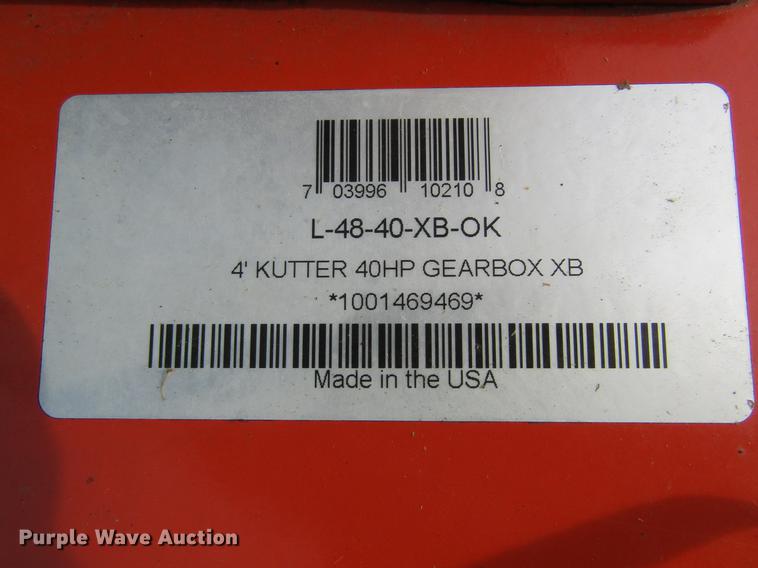 7 03996 10210 8
L-48-40-XB-OK
4' KUTTER 40HP GEARBOX XB
*1001469469*
Made in the USA
Purple Wave Auction